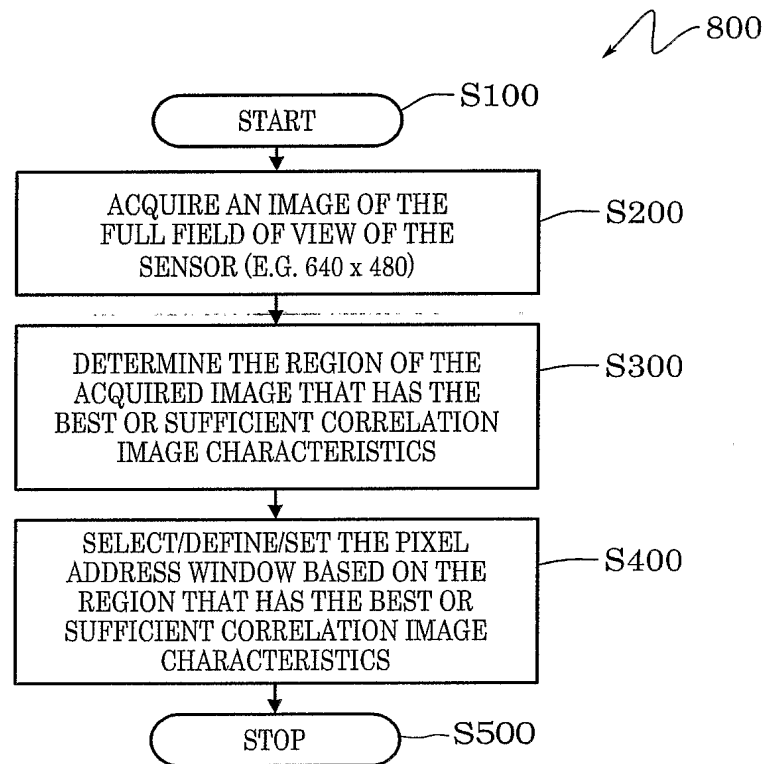 800
START
S100
ACQUIRE AN IMAGE OF THE
FULL FIELD OF VIEW OF THE
SENSOR (E.G. 640 x 480)
S200
DETERMINE THE REGION OF THE
ACQUIRED IMAGE THAT HAS THE
BEST OR SUFFICIENT CORRELATION
IMAGE CHARACTERISTICS
S300
SELECT/DEFINE/SET THE PIXEL
ADDRESS WINDOW BASED ON THE
REGION THAT HAS THE BEST OR
SUFFICIENT CORRELATION IMAGE
CHARACTERISTICS
S400
STOP
S500